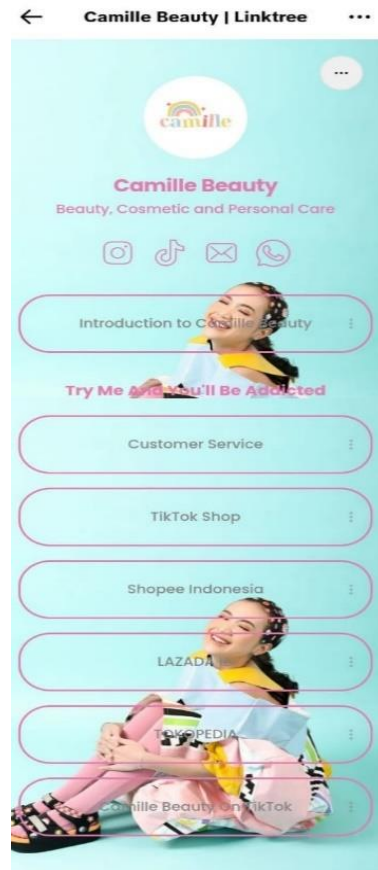 Camille Beauty | Linktree
camille
Camille Beauty
Beauty, Cosmetic and Personal Care
Introduction to Camille Beauty
Try Me And You'll Be Addicted
Customer Service
TikTok Shop
Shopee Indonesia
LAZADA
TOKOPEDIA
Camille Beauty On TikTok